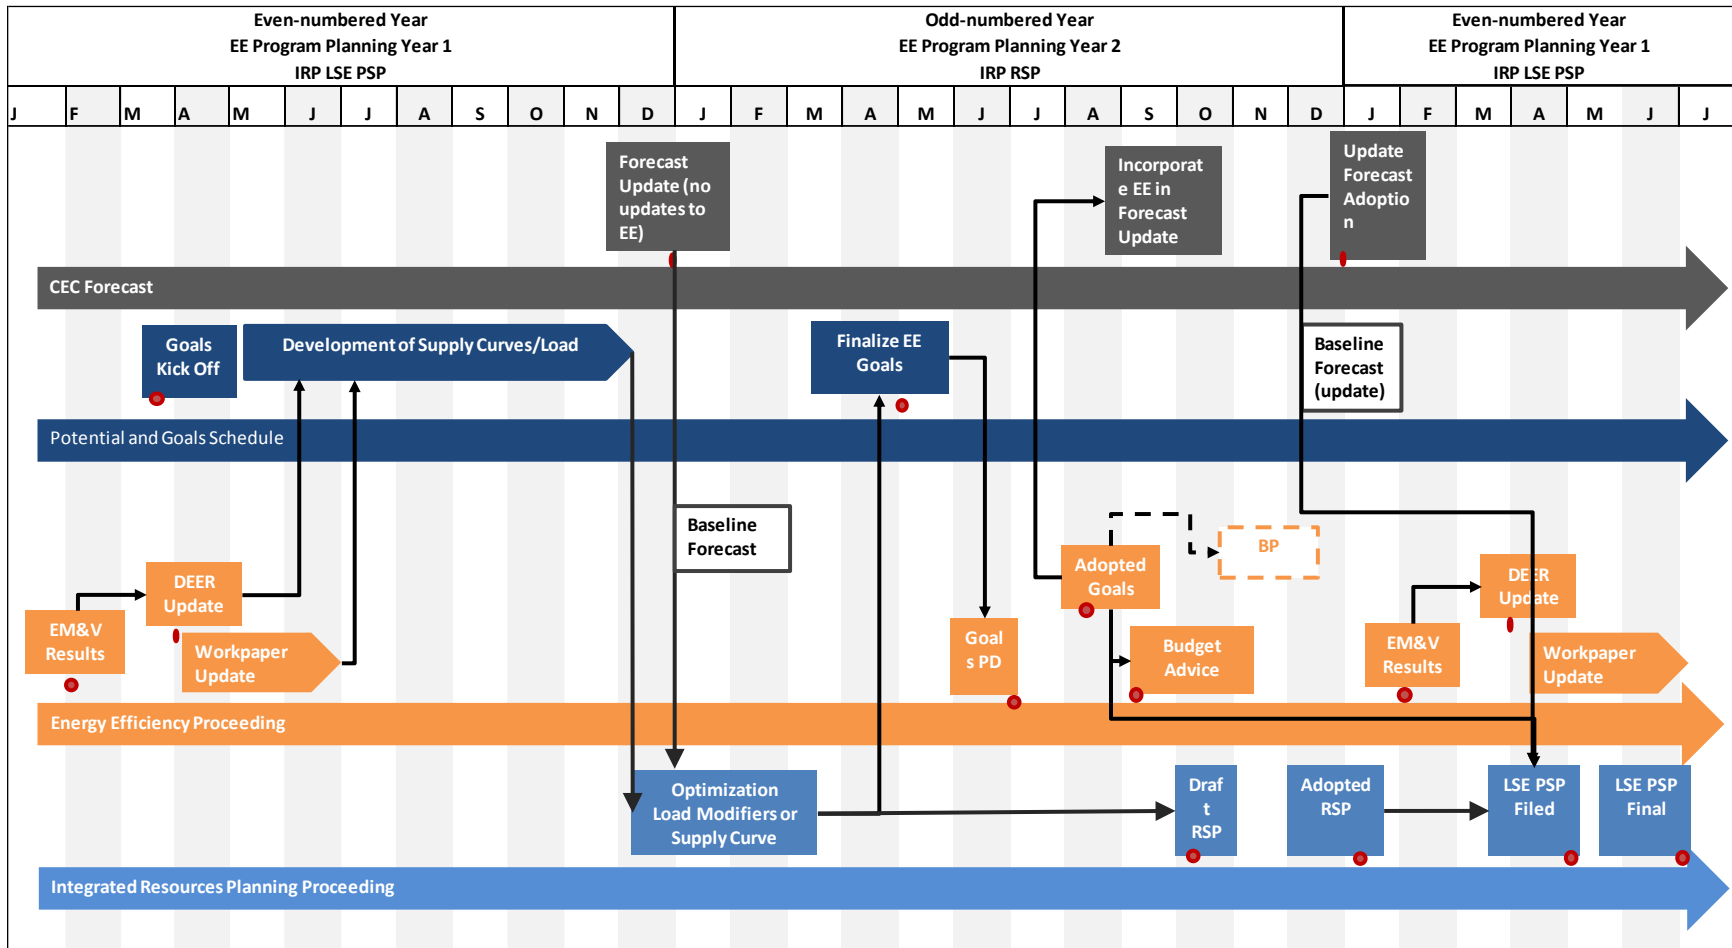 Even-numbered Year
EE Program Planning Year 1
IRP LSE PSP
Odd-numbered Year
EE Program Planning Year 2
IRP RSP
Even-numbered Year
EE Program Planning Year 1
IRP LSE PSP
J F M A M J J A S O N D J F M A M J J A S O N D J F M A M J J
Forecast
Update (no
updates to
EE)
Incorporat
e EE in
Forecast
Update
Update
Forecast
Adoptio
n
CEC Forecast
Goals
Kick Off
Development of Supply Curves/Load
Finalize EE
Goals
Baseline
Forecast
(update)
Potential and Goals Schedule
Baseline
Forecast
BP
DEER
Update
EM&V
Results
Workpaper
Update
Adopted
Goals
Goal
s PD
Budget
Advice
DEER
Update
EM&V
Results
Workpaper
Update
Energy Efficiency Proceeding
Optimization
Load Modifiers or
Supply Curve
Draf
t
RSP
Adopted
RSP
LSE PSP
Filed
LSE PSP
Final
Integrated Resources Planning Proceeding